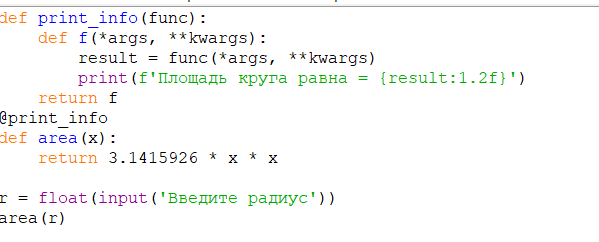 def print_info(func):
    def f(*args, **kwargs):
        result = func(*args, **kwargs)
        print(f'Площадь круга равна = {result:1.2f}')
    return f
@print_info
def area(x):
    return 3.1415926 * x * x

r = float(input('Введите радиус'))
area(r)